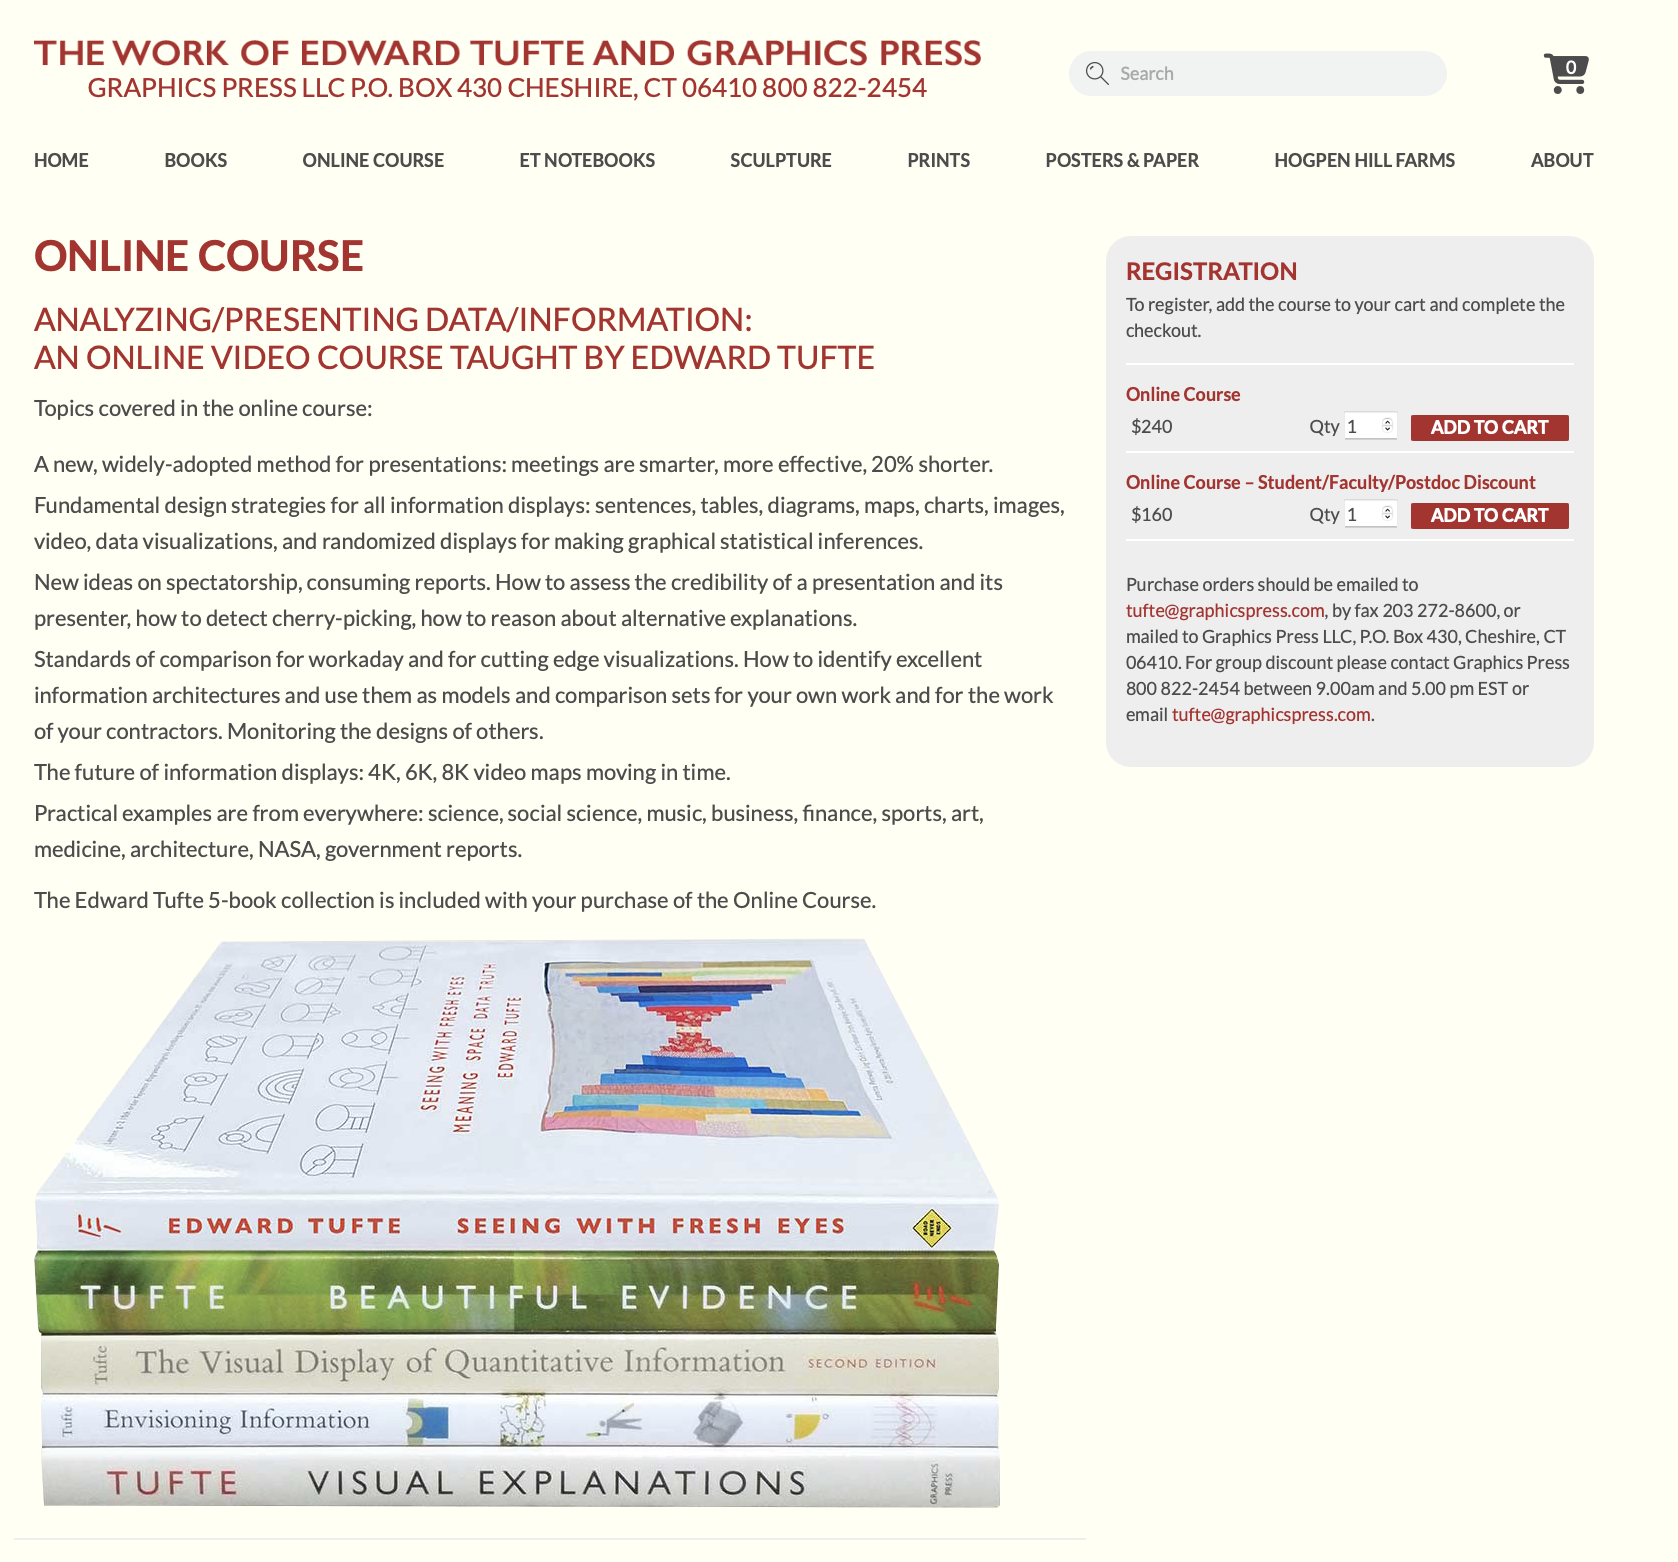 THE WORK OF EDWARD TUFTE AND GRAPHICS PRESS
GRAPHICS PRESS LLC P.O. BOX 430 CHESHIRE, CT 06410 800 822-2454
Search
0
HOME BOOKS ONLINE COURSE ET NOTEBOOKS SCULPTURE PRINTS POSTERS & PAPER HOGPEN HILL FARMS ABOUT
ONLINE COURSE
ANALYZING/PRESENTING DATA/INFORMATION:
AN ONLINE VIDEO COURSE TAUGHT BY EDWARD TUFTE
Topics covered in the online course:
A new, widely-adopted method for presentations: meetings are smarter, more effective, 20% shorter.
Fundamental design strategies for all information displays: sentences, tables, diagrams, maps, charts, images,
video, data visualizations, and randomized displays for making graphical statistical inferences.
New ideas on spectatorship, consuming reports. How to assess the credibility of a presentation and its
presenter, how to detect cherry-picking, how to reason about alternative explanations.
Standards of comparison for workaday and for cutting edge visualizations. How to identify excellent
information architectures and use them as models and comparison sets for your own work and for the work
of your contractors. Monitoring the designs of others.
The future of information displays: 4K, 6K, 8K video maps moving in time.
Practical examples are from everywhere: science, social science, music, business, finance, sports, art,
medicine, architecture, NASA, government reports.
The Edward Tufte 5-book collection is included with your purchase of the Online Course.
SEEING WITH FRESH EYES
MEANING SPACE DATA TRUTH
EDWARD TUFTE
EDWARD TUFTE SEEING WITH FRESH EYES
ROAD NEVER ENDS
TUFTE BEAUTIFUL EVIDENCE
Tufte The Visual Display of Quantitative Information SECOND EDITION
Tufte Envisioning Information
TUFTE VISUAL EXPLANATIONS GRAPHICS PRESS
REGISTRATION
To register, add the course to your cart and complete the
checkout.
Online Course
$240 Qty 1 ADD TO CART
Online Course – Student/Faculty/Postdoc Discount
$160 Qty 1 ADD TO CART
Purchase orders should be emailed to
tufte@graphicspress.com, by fax 203 272-8600, or
mailed to Graphics Press LLC, P.O. Box 430, Cheshire, CT
06410. For group discount please contact Graphics Press
800 822-2454 between 9.00am and 5.00 pm EST or
email tufte@graphicspress.com.